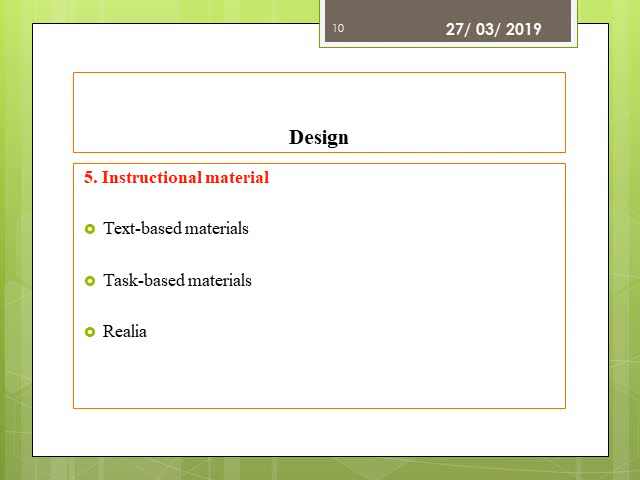 10
27/ 03/ 2019
Design
5. Instructional material
Text-based materials
Task-based materials
Realia